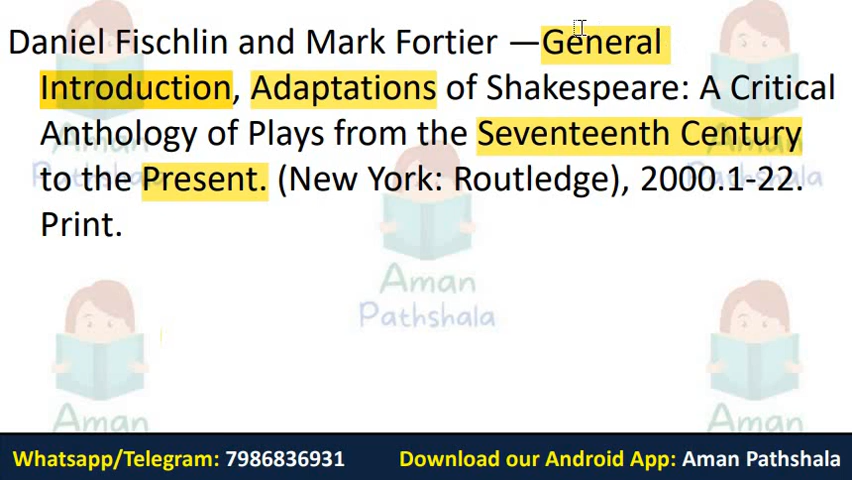 Daniel Fischlin and Mark Fortier —General
Introduction, Adaptations of Shakespeare: A Critical
Anthology of Plays from the Seventeenth Century
to the Present. (New York: Routledge), 2000.1-22.
Print.
Aman
Pathshala
Aman
Aman
Whatsapp/Telegram: 7986836931 Download our Android App: Aman Pathshala